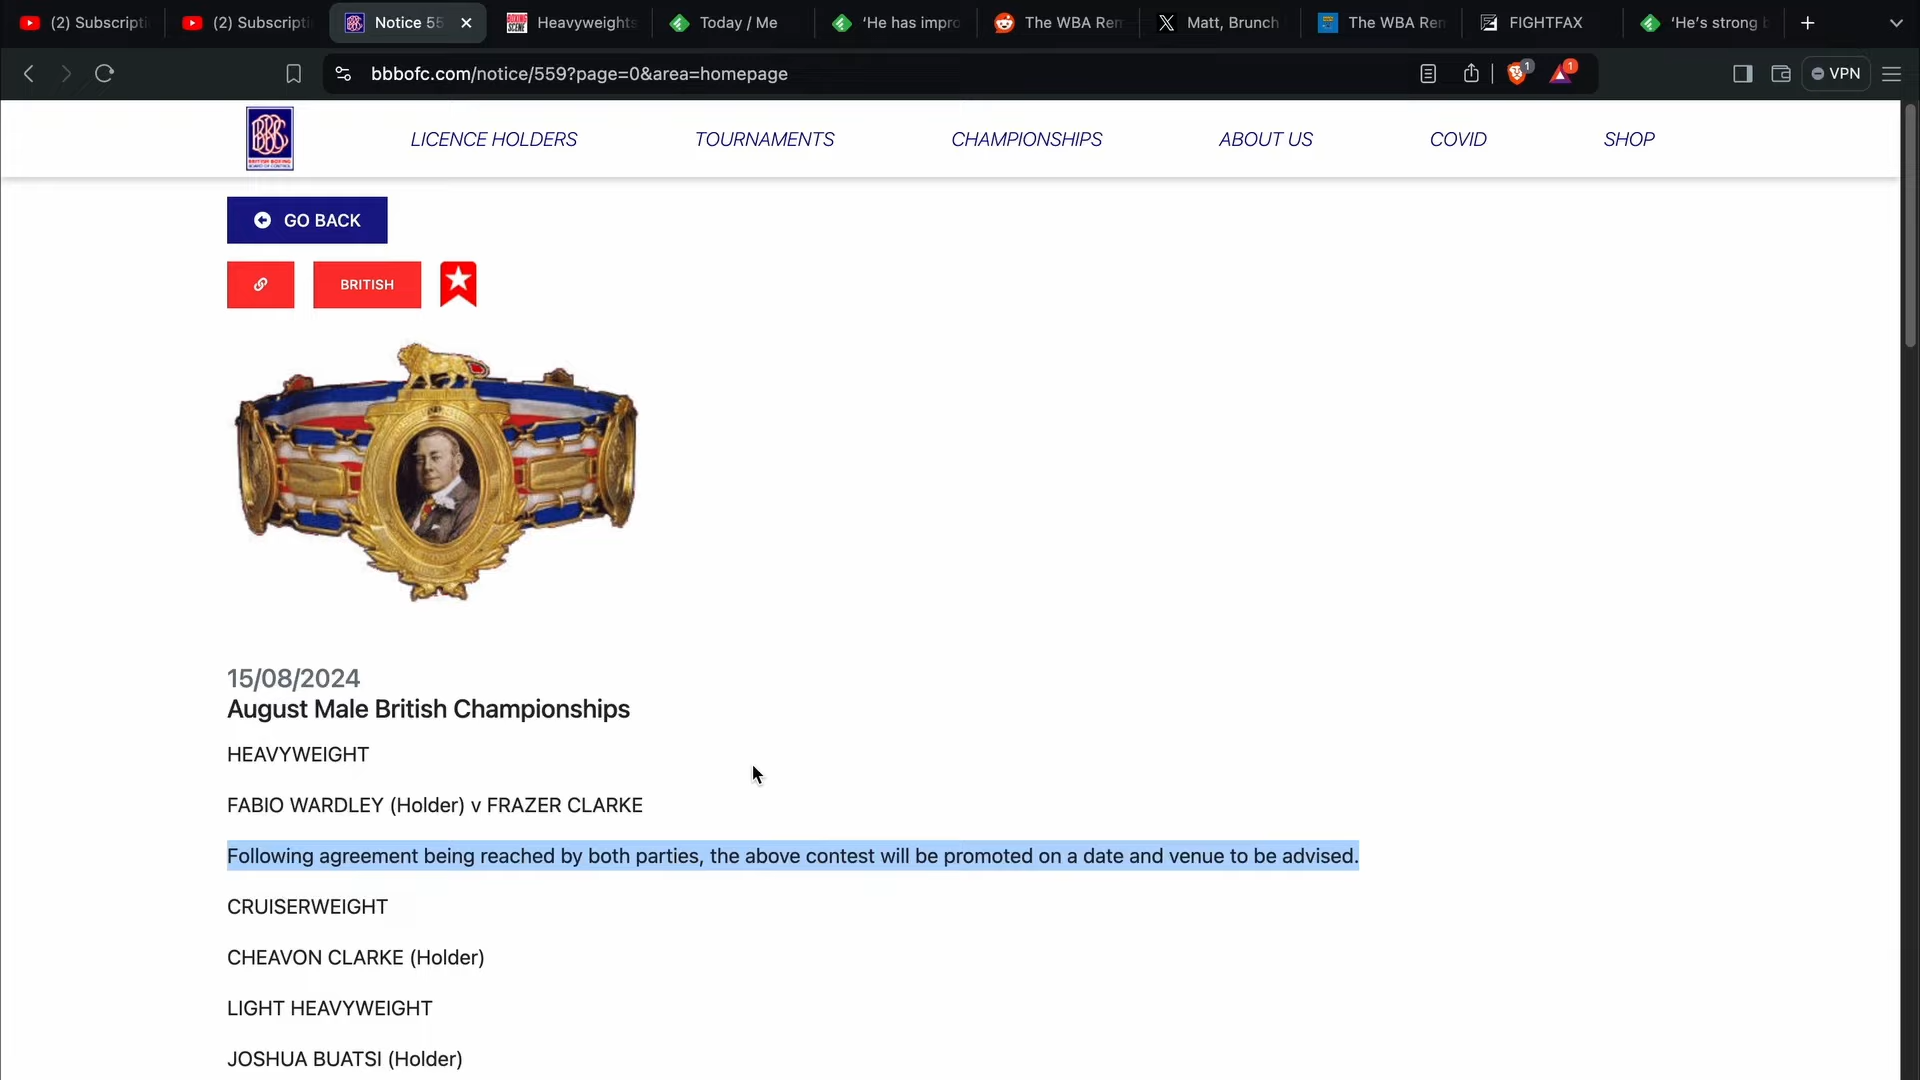 (2) Subscripti
(2) Subscripti
Notice 55
Heavyweights
Today / Me
‘He has impro
The WBA Rem
Matt, Brunch
The WBA Rem
FIGHTFAX
‘He’s strong b
bbbofc.com/notice/559?page=0&area=homepage
1
1
VPN
LICENCE HOLDERS
TOURNAMENTS
CHAMPIONSHIPS
ABOUT US
COVID
SHOP
GO BACK
BRITISH
15/08/2024
August Male British Championships
HEAVYWEIGHT
FABIO WARDLEY (Holder) v FRAZER CLARKE
Following agreement being reached by both parties, the above contest will be promoted on a date and venue to be advised.
CRUISERWEIGHT
CHEAVON CLARKE (Holder)
LIGHT HEAVYWEIGHT
JOSHUA BUATSI (Holder)